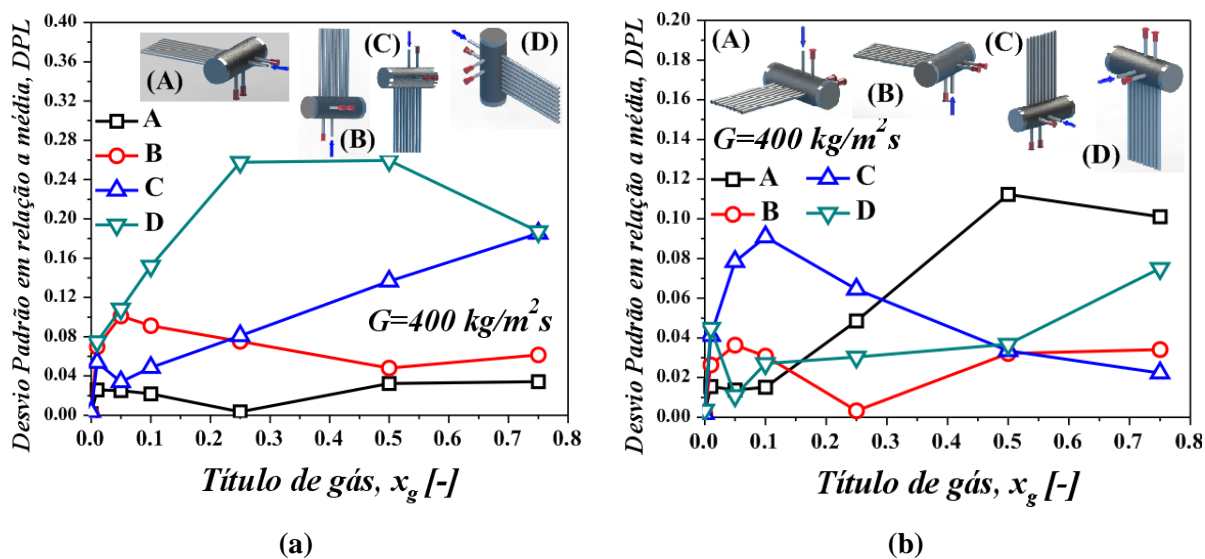 Desvio Padrão em relação a média, DPL
0.40
0.36
0.32
0.28
0.24
0.20
0.16
0.12
0.08
0.04
0.00
(A)
(B)
(C)
(D)
A
B
C
D
G=400 kg/m²s
0.0 0.1 0.2 0.3 0.4 0.5 0.6 0.7 0.8
Título de gás, xg [-]
(a)
Desvio Padrão em relação a média, DPL
0.20
0.18
0.16
0.14
0.12
0.10
0.08
0.06
0.04
0.02
0.00
(A)
(B)
(C)
(D)
G=400 kg/m²s
A C
B D
0.0 0.1 0.2 0.3 0.4 0.5 0.6 0.7 0.8
Título de gás, xg [-]
(b)